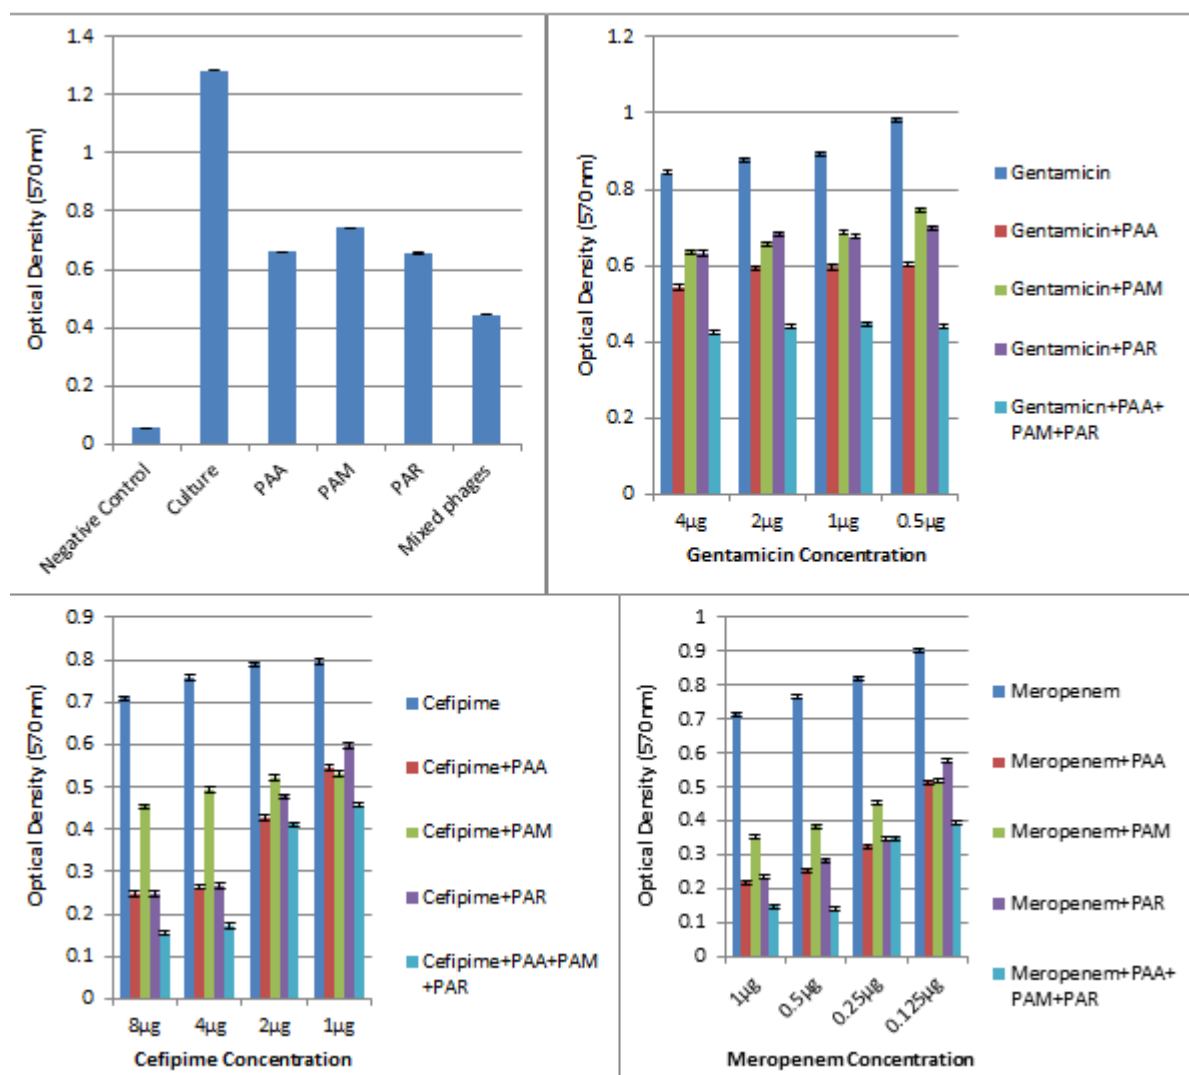 1.4
1.2
1
0.8
0.6
0.4
0.2
0
Optical Density (570nm)
Negative Control
Culture
PAA
PAM
PAR
Mixed phages
1.2
1
0.8
0.6
0.4
0.2
0
Optical Density (570nm)
4µg
2µg
1µg
0.5µg
Gentamicin Concentration
Gentamicin
Gentamicin+PAA
Gentamicin+PAM
Gentamicin+PAR
Gentamicn+PAA+
PAM+PAR
0.9
0.8
0.7
0.6
0.5
0.4
0.3
0.2
0.1
0
Optical Density (570nm)
8µg
4µg
2µg
1µg
Cefipime Concentration
Cefipime
Cefipime+PAA
Cefipime+PAM
Cefipime+PAR
Cefipime+PAA+PAM
+PAR
1
0.9
0.8
0.7
0.6
0.5
0.4
0.3
0.2
0.1
0
Optical Density (570nm)
1µg
0.5µg
0.25µg
0.125µg
Meropenem Concentration
Meropenem
Meropenem+PAA
Meropenem+PAM
Meropenem+PAR
Meropenem+PAA+
PAM+PAR